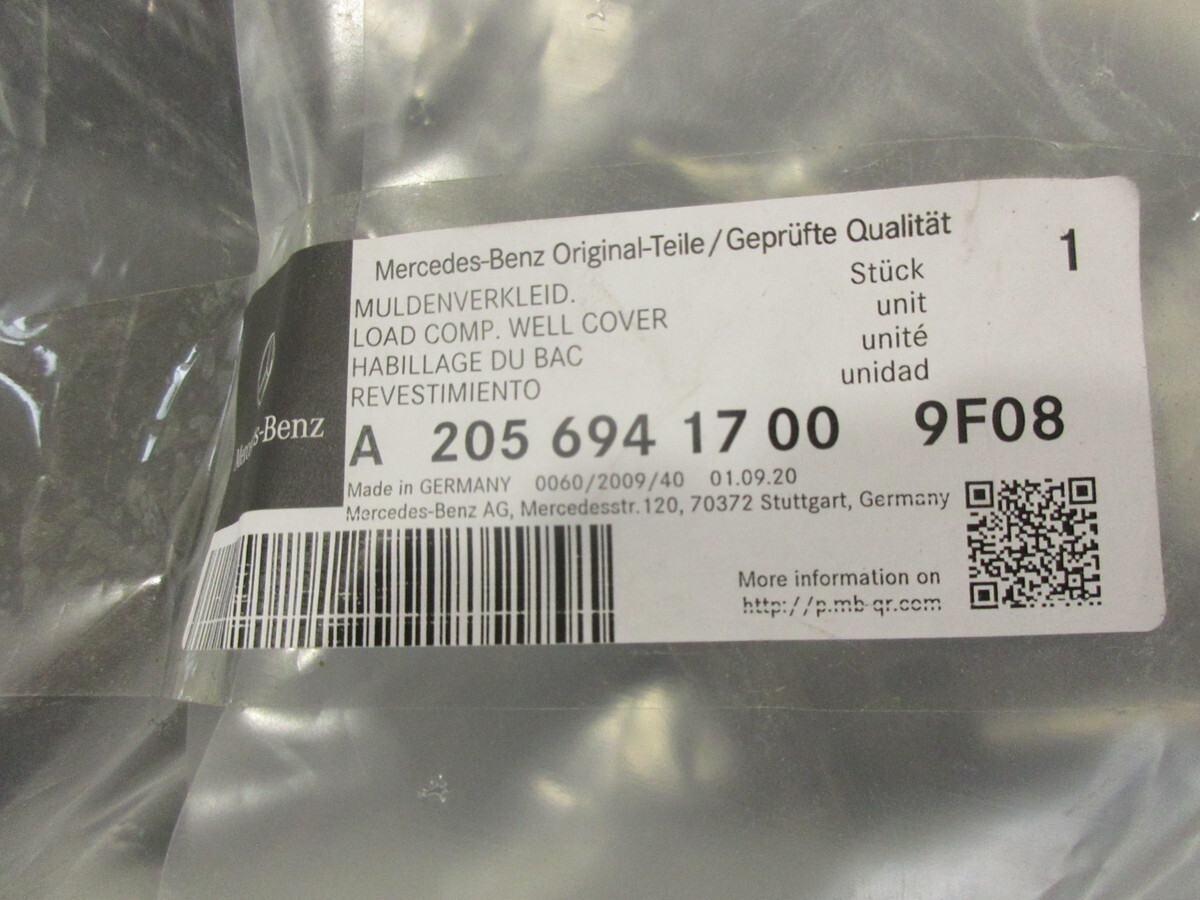 Mercedes-Benz Original-Teile/Geprüfte Qualität
1
MULDENVERKLEID.
Stück
LOAD COMP. WELL COVER
unit
HABILLAGE DU BAC
unité
REVESTIMIENTO
unidad
Mercedes-Benz
A 205 694 17 00 9F08
Made in GERMANY 0060/2009/40 01.09.20
Mercedes-Benz AG, Mercedesstr.120, 70372 Stuttgart, Germany
More information on
http://p.mb-qr.com